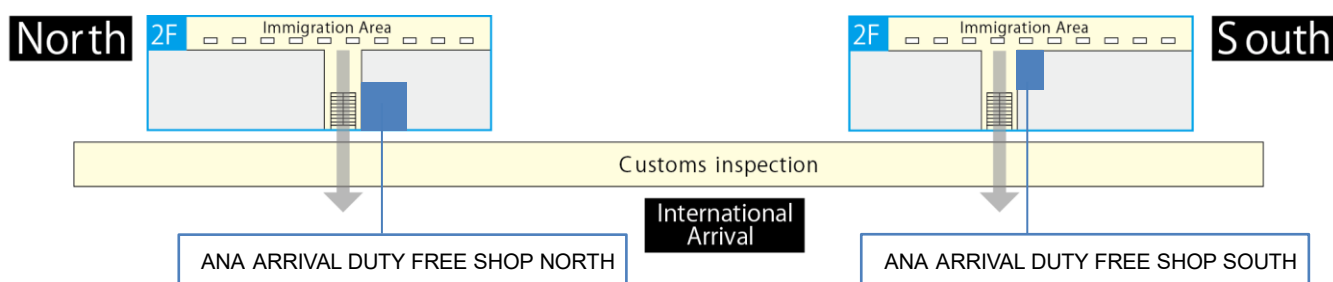 North
2F
Immigration Area
2F
Immigration Area
South
Customs inspection
International
Arrival
ANA ARRIVAL DUTY FREE SHOP NORTH
ANA ARRIVAL DUTY FREE SHOP SOUTH